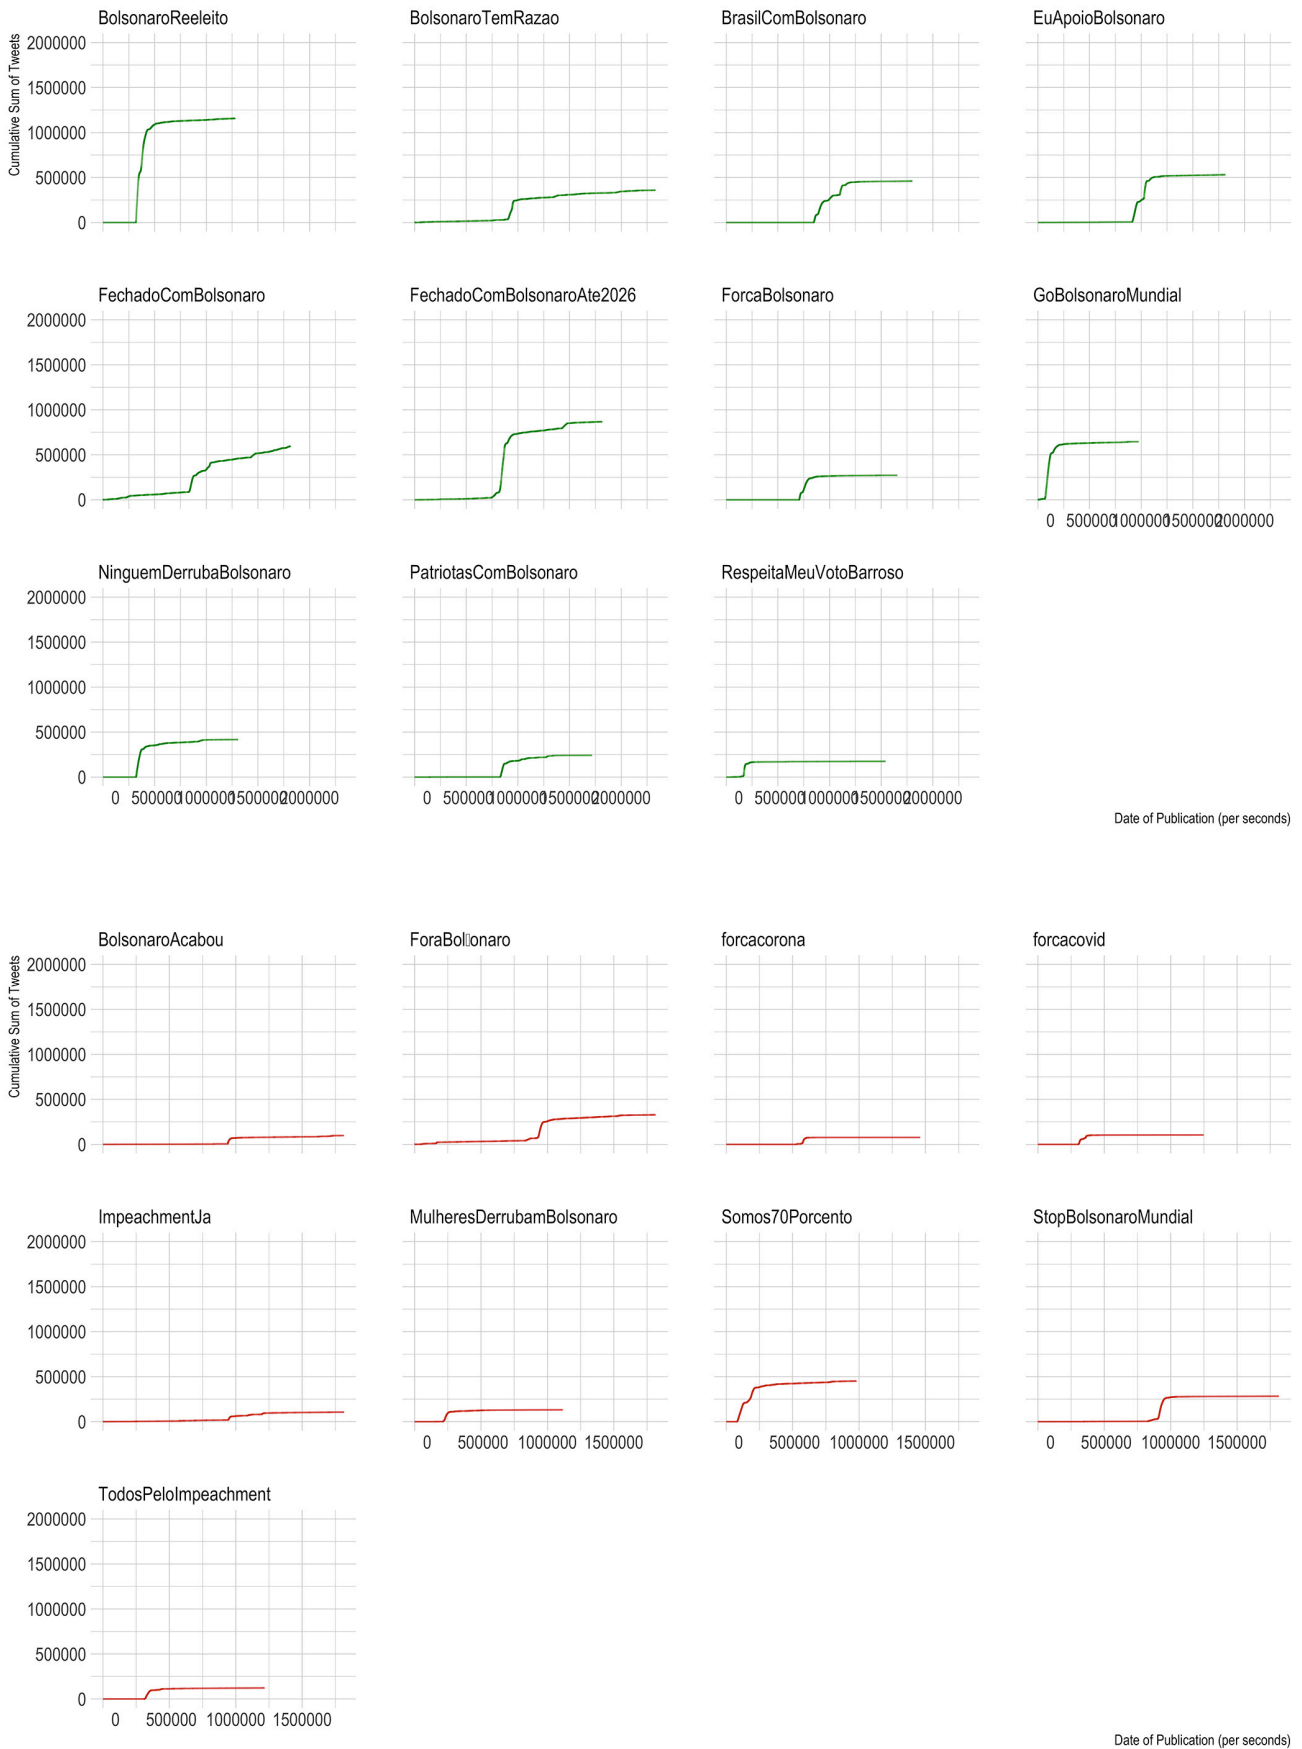 BolsonaroReeleito BolsonaroTemRazao BrasilComBolsonaro EuApoioBolsonaro
Cumulative Sum of Tweets
2000000
1500000
1000000
500000
0
FechadoComBolsonaro FechadoComBolsonaroAte2026 ForcaBolsonaro GoBolsonaroMundial
2000000
1500000
1000000
500000
0
0 500000 1000000 1500000 2000000
NinguemDerrubaBolsonaro PatriotasComBolsonaro RespeitaMeuVotoBarroso
2000000
1500000
1000000
500000
0
0 500000 1000000 1500000 2000000 0 500000 1000000 1500000 2000000 0 500000 1000000 1500000 2000000
Date of Publication (per seconds)
BolsonaroAcabou ForaBol▯onaro forcacorona forcacovid
Cumulative Sum of Tweets
2000000
1500000
1000000
500000
0
ImpeachmentJa MulheresDerrubamBolsonaro Somos70Porcento StopBolsonaroMundial
2000000
1500000
1000000
500000
0
0 500000 1000000 1500000 0 500000 1000000 1500000 0 500000 1000000 1500000
TodosPeloImpeachment
2000000
1500000
1000000
500000
0
0 500000 1000000 1500000
Date of Publication (per seconds)